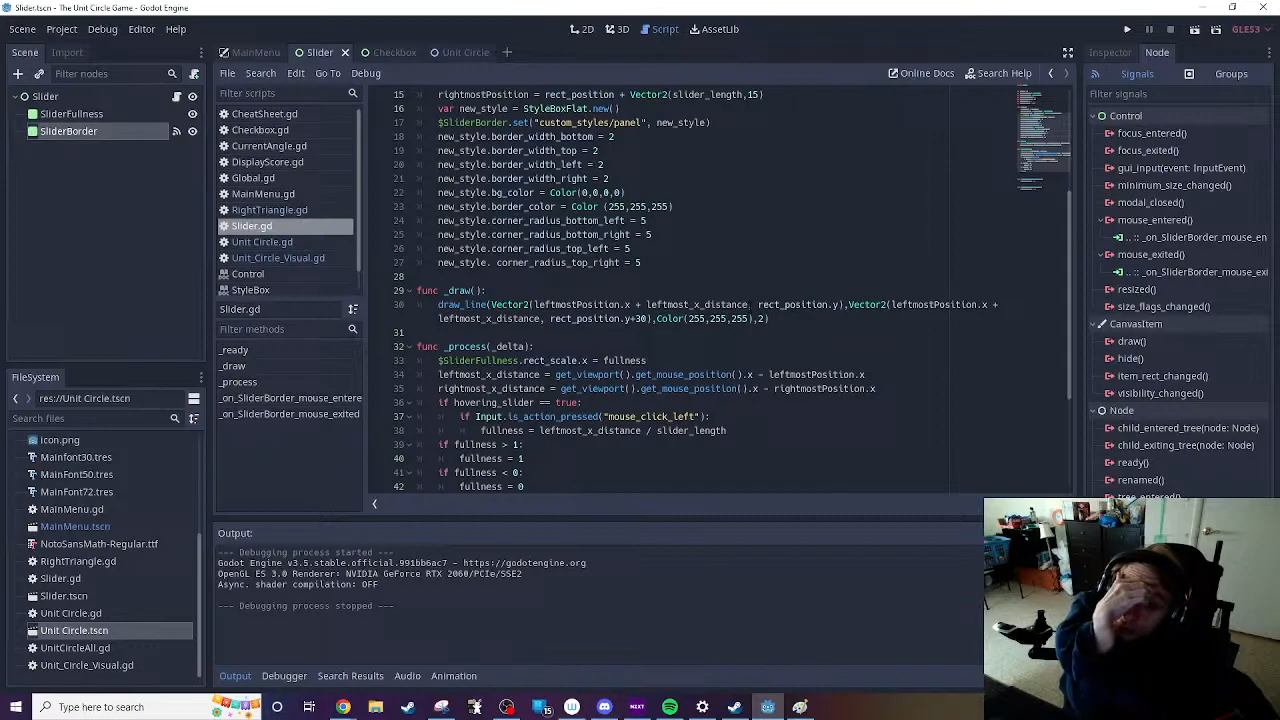 Slider.tscn - The Unit Circle Game - Godot Engine
Scene Project Debug Editor Help
2D 3D Script AssetLib
GLES3
Scene Import
Filter nodes
Slider
SliderFullness
SliderBorder
FileSystem
res://Unit Circle.tscn
Search files
icon.png
Mainfont30.tres
MainFont50.tres
MainFont72.tres
MainMenu.gd
MainMenu.tscn
NotoSansMath-Regular.ttf
RightTriangle.gd
Slider.gd
Slider.tscn
Unit Circle.gd
Unit Circle.tscn
UnitCircleAll.gd
Unit_Circle_Visual.gd
MainMenu Slider Checkbox Unit Circle
File Search Edit Go To Debug
Online Docs Search Help
Filter scripts
CheatSheet.gd
Checkbox.gd
CurrentAngle.gd
DisplayScore.gd
Global.gd
MainMenu.gd
RightTriangle.gd
Slider.gd
Unit Circle.gd
Unit_Circle_Visual.gd
Control
StyleBox
Slider.gd
Filter methods
_ready
_draw
_process
_on_SliderBorder_mouse_entere
_on_SliderBorder_mouse_exited
15 rightmostPosition = rect_position + Vector2(slider_length,15)
16 var new_style = StyleBoxFlat.new()
17 $SliderBorder.set("custom_styles/panel", new_style)
18 new_style.border_width_bottom = 2
19 new_style.border_width_top = 2
20 new_style.border_width_left = 2
21 new_style.border_width_right = 2
22 new_style.bg_color = Color(0,0,0,0)
23 new_style.border_color = Color (255,255,255)
24 new_style.corner_radius_bottom_left = 5
25 new_style.corner_radius_bottom_right = 5
26 new_style.corner_radius_top_left = 5
27 new_style. corner_radius_top_right = 5
28
29 func _draw():
30 draw_line(Vector2(leftmostPosition.x + leftmost_x_distance, rect_position.y),Vector2(leftmostPosition.x +
leftmost_x_distance, rect_position.y+30),Color(255,255,255),2)
31
32 func _process(_delta):
33 $SliderFullness.rect_scale.x = fullness
34 leftmost_x_distance = get_viewport().get_mouse_position().x - leftmostPosition.x
35 rightmost_x_distance = get_viewport().get_mouse_position().x - rightmostPosition.x
36 if hovering_slider == true:
37 if Input.is_action_pressed("mouse_click_left"):
38 fullness = leftmost_x_distance / slider_length
39 if fullness > 1:
40 fullness = 1
41 if fullness < 0:
42 fullness = 0
Output:
--- Debugging process started ---
Godot Engine v3.5.stable.official.991bb6ac7 - https://godotengine.org
OpenGL ES 3.0 Renderer: NVIDIA GeForce RTX 2060/PCIe/SSE2
Async. shader compilation: OFF
--- Debugging process stopped ---
Output Debugger Search Results Audio Animation
Inspector Node
Signals Groups
Filter signals
Control
focus_entered()
focus_exited()
gui_input(event: InputEvent)
minimum_size_changed()
modal_closed()
mouse_entered()
.. :: _on_SliderBorder_mouse_en
mouse_exited()
.. :: _on_SliderBorder_mouse_exi
resized()
size_flags_changed()
CanvasItem
draw()
hide()
item_rect_changed()
visibility_changed()
Node
child_entered_tree(node: Node)
child_exiting_tree(node: Node)
ready()
renamed()
Type here to search
15
NXT